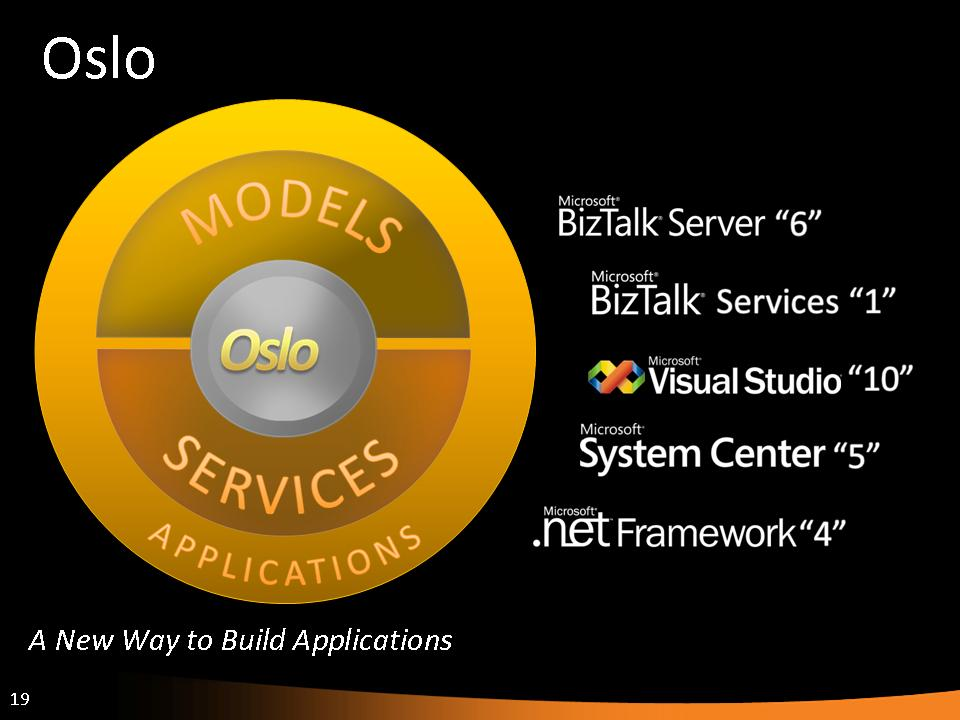 Oslo
MODELS
Oslo
SERVICES
APPLICATIONS
Microsoft®
BizTalk® Server “6”
Microsoft®
BizTalk® Services “1”
Microsoft®
Visual Studio® “10”
Microsoft®
System Center “5”
Microsoft®
.net™ Framework “4”
A New Way to Build Applications
19